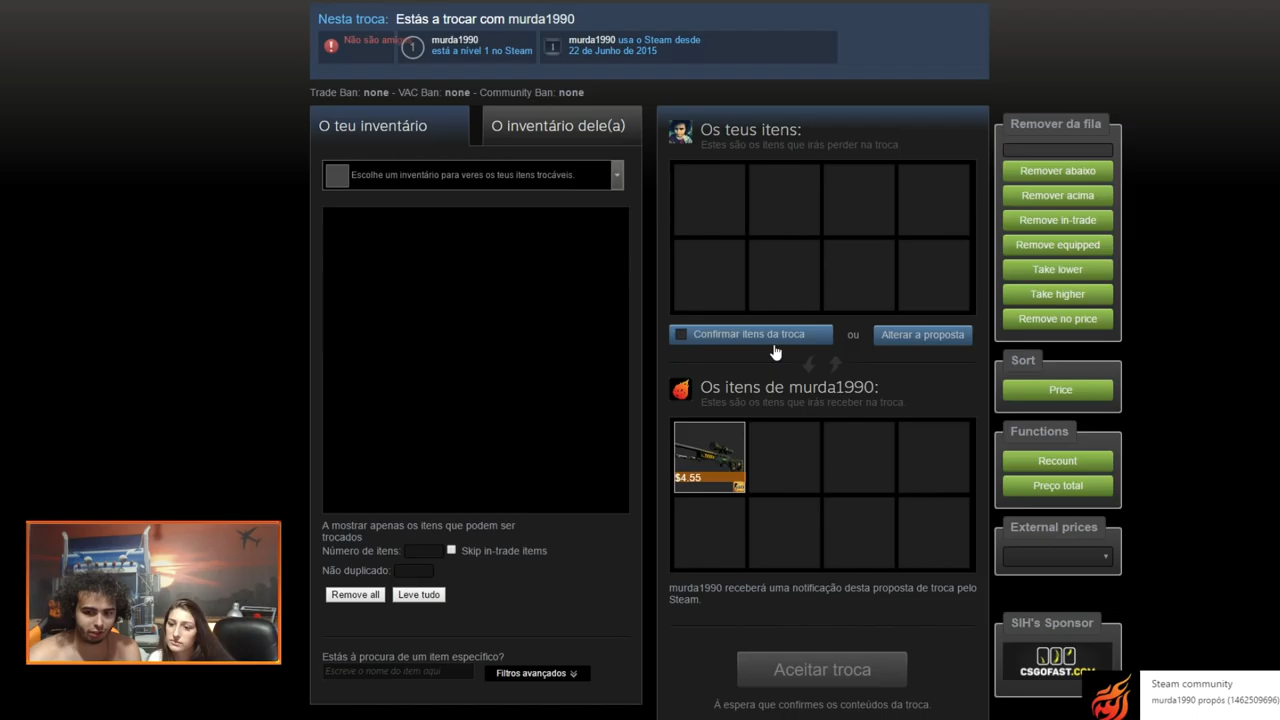 Nesta troca: Estás a trocar com murda1990
Não são amig
1
murda1990
está a nível 1 no Steam
1
murda1990 usa o Steam desde
22 de Junho de 2015
Trade Ban: none - VAC Ban: none - Community Ban: none
O teu inventário
O inventário dele(a)
Escolhe um inventário para veres os teus itens trocáveis.
A mostrar apenas os itens que podem ser
trocados
Número de itens:
Skip in-trade items
Não duplicado:
Remove all
Leve tudo
Estás à procura de um item específico?
Escreve o nome do item aqui
Filtros avançados
Os teus itens:
Estes são os itens que irás perder na troca.
Confirmar itens da troca
ou
Alterar a proposta
Os itens de murda1990:
Estes são os itens que irás receber na troca.
$4.55
murda1990 receberá uma notificação desta proposta de troca pelo
Steam.
Aceitar troca
À espera que confirmes os conteúdos da troca.
Remover da fila
Remover abaixo
Remover acima
Remove in-trade
Remove equipped
Take lower
Take higher
Remove no price
Sort
Price
Functions
Recount
Preço total
External prices
SIH's Sponsor
CSGOFAST.COM
Steam community
murda1990 propôs (1462509696)